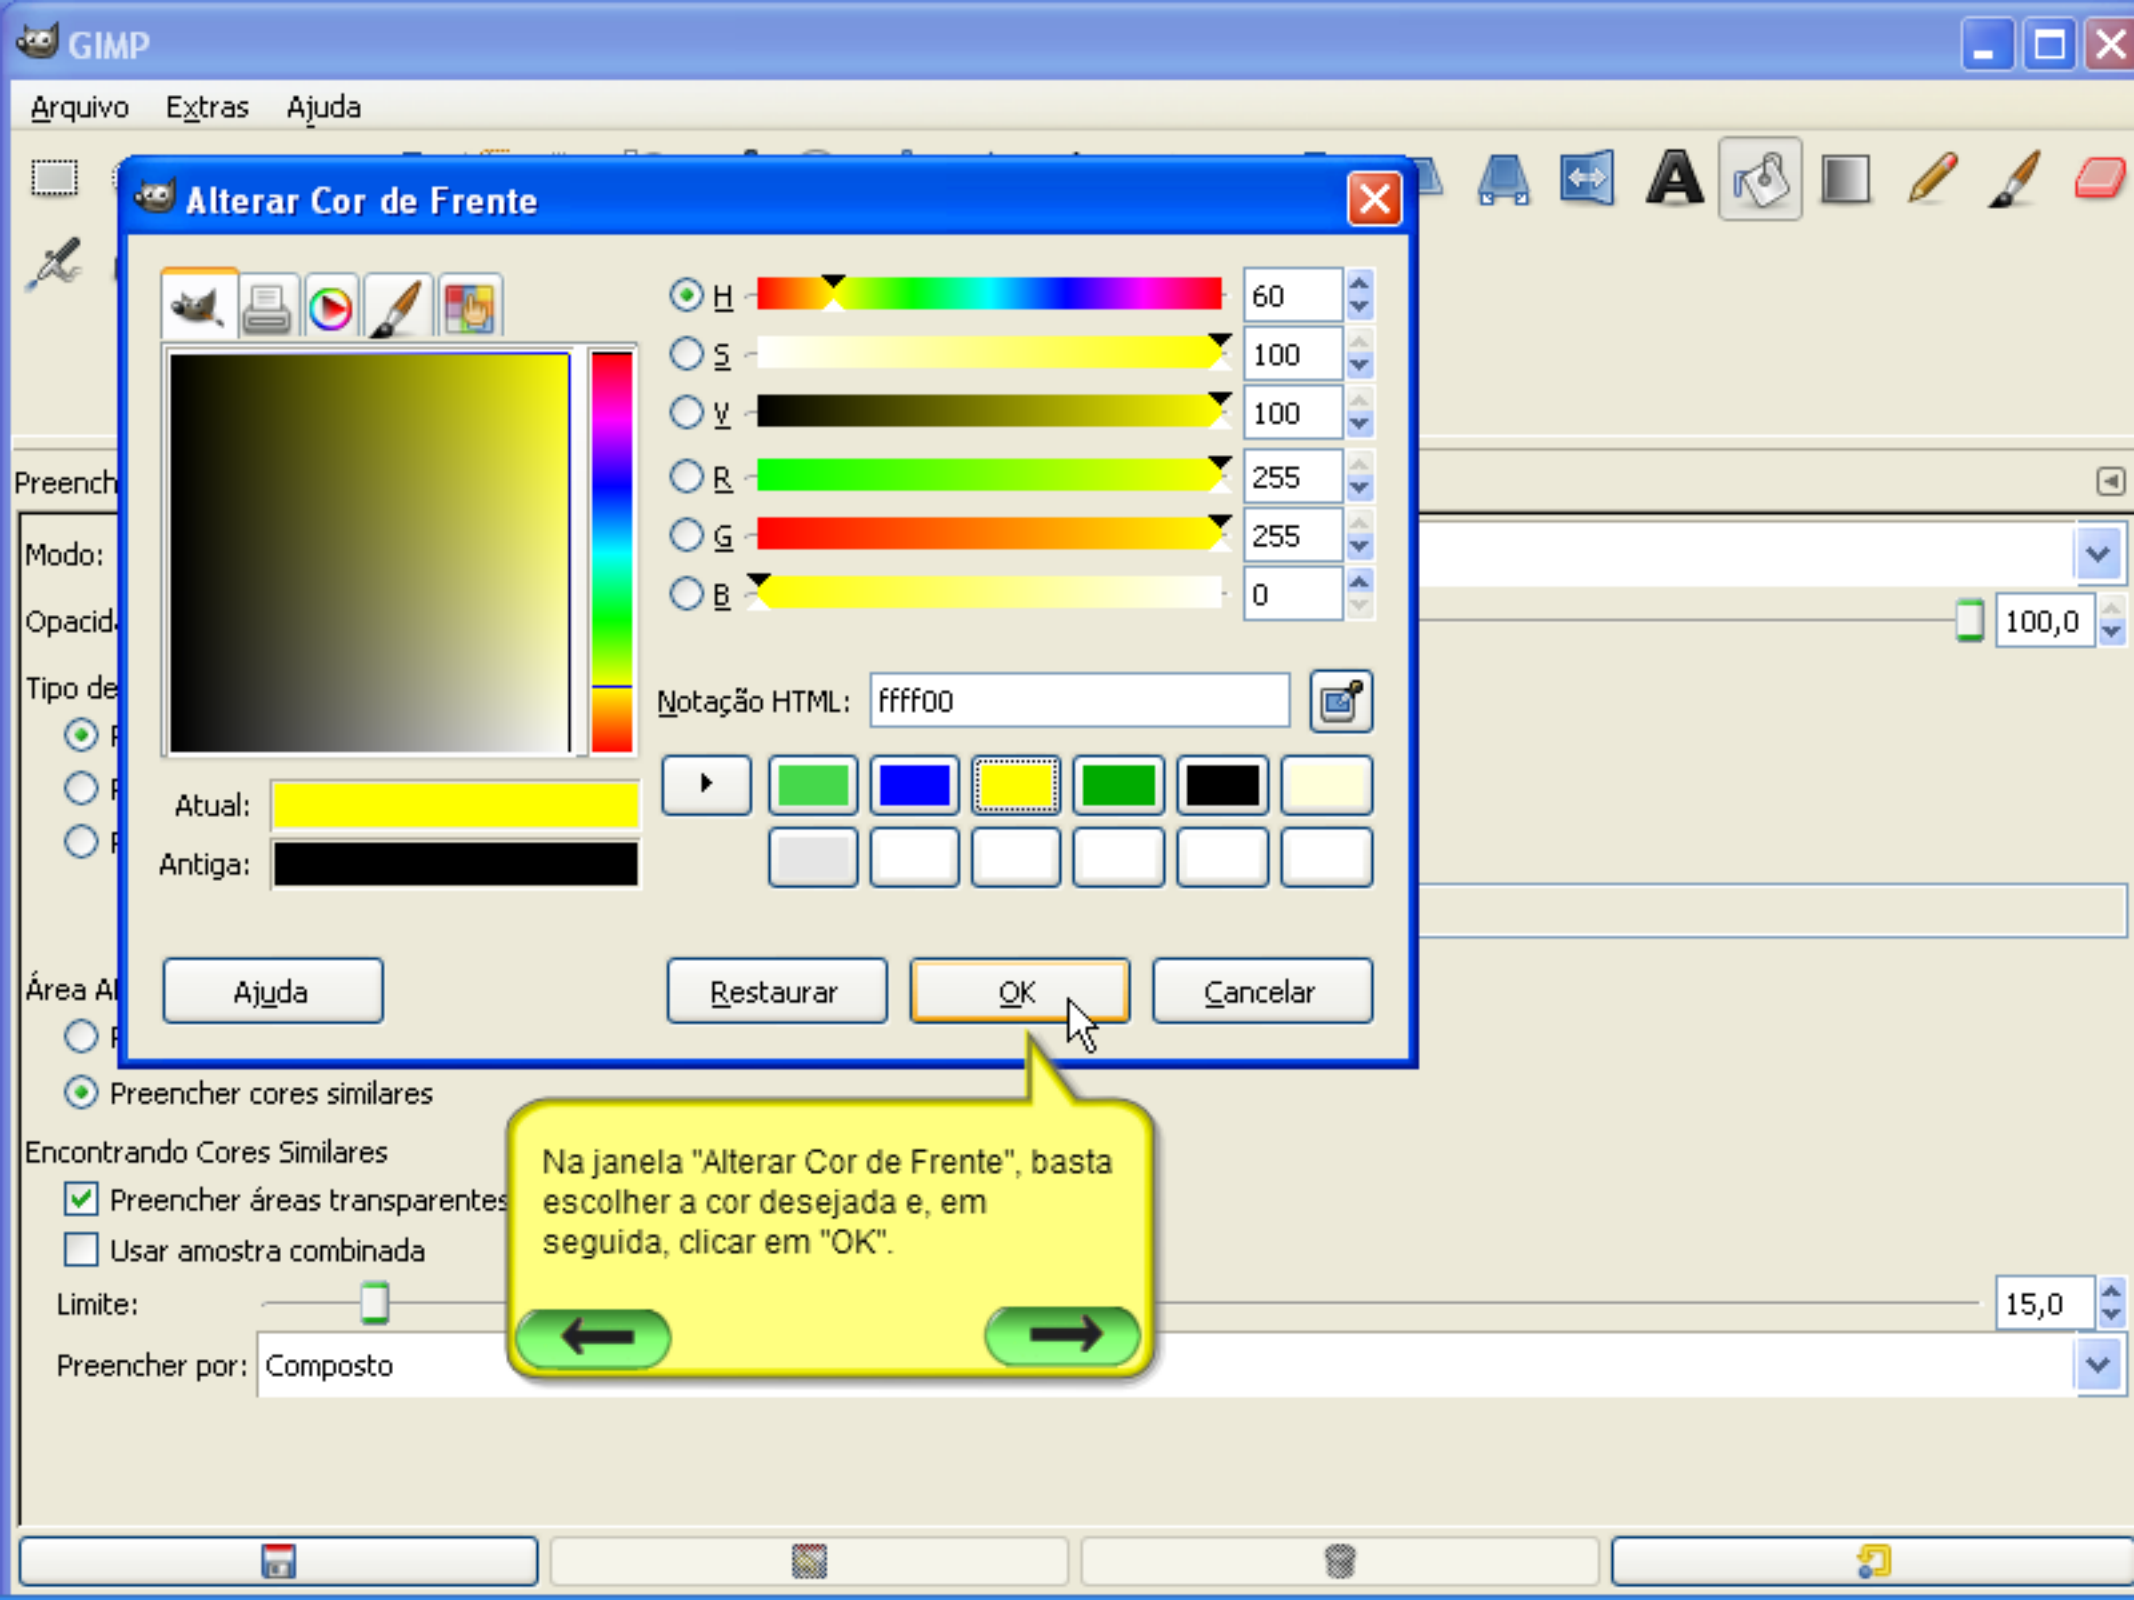 GIMP
Arquivo Extras Ajuda
Alterar Cor de Frente
H 60
S 100
V 100
R 255
G 255
B 0
Notação HTML: ffff00
Atual:
Antiga:
Ajuda Restaurar OK Cancelar
Preench
Modo:
Opacid
100,0
Tipo de
Área Al
Preencher cores similares
Encontrando Cores Similares
Preencher áreas transparentes
Usar amostra combinada
Limite: 15,0
Preencher por: Composto
Na janela "Alterar Cor de Frente", basta
escolher a cor desejada e, em
seguida, clicar em "OK".